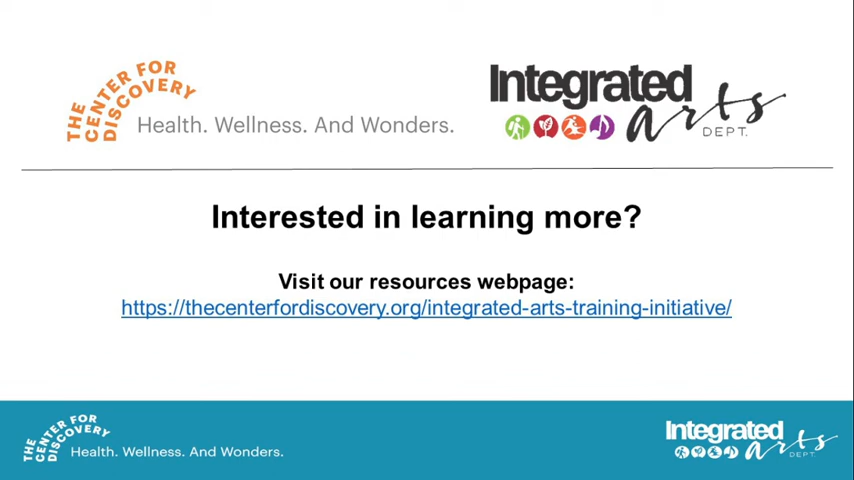 THE CENTER FOR DISCOVERY
Health. Wellness. And Wonders.
Integrated
arts
DEPT.
Interested in learning more?
Visit our resources webpage:
https://thecenterfordiscovery.org/integrated-arts-training-initiative/
THE CENTER FOR DISCOVERY
Health. Wellness. And Wonders.
Integrated
arts
DEPT.